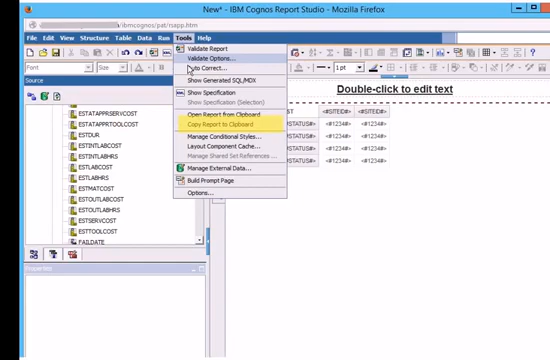 New* - IBM Cognos Report Studio - Mozilla Firefox
/ibmcognos/pat/rsapp.htm
File Edit View Structure Table Data Run Tools Help
Font Size
1 pt
Source
ESTATAPPRSERVCOST
ESTATAPPRTOOLCOST
ESTDUR
ESTINTLABCOST
ESTINTLABHRS
ESTLABCOST
ESTLABHRS
ESTMATCOST
ESTOUTLABCOST
ESTOUTLABHRS
ESTSERVCOST
ESTTOOLCOST
FAILDATE
Properties
Validate Report
Validate Options...
Auto Correct...
Show Generated SQL/MDX
Show Specification
Show Specification (Selection)
Open Report from Clipboard
Copy Report to Clipboard
Manage Conditional Styles...
Layout Component Cache...
Manage Shared Set References ...
Manage External Data...
Build Prompt Page
Options...
Double-click to edit text
<#SITEID#> <#SITEID#>
STATUS#> <#1234#> <#1234#>
STATUS#> <#1234#> <#1234#>
STATUS#> <#1234#> <#1234#>
STATUS#> <#1234#> <#1234#>